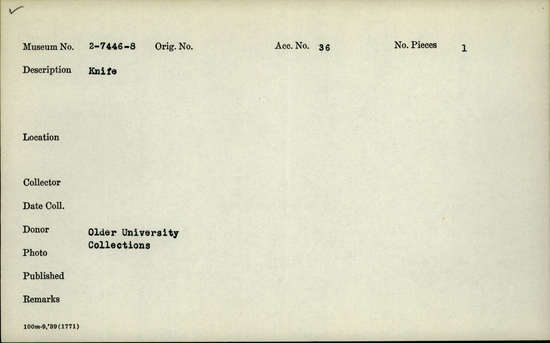 Museum No. 2-7446-8 Orig. No. Acc. No. 36 No. Pieces 1
Description Knife
Location
Collector
Date Coll.
Donor Older University
Collections
Photo
Published
Remarks
100m-9,'39(1771)